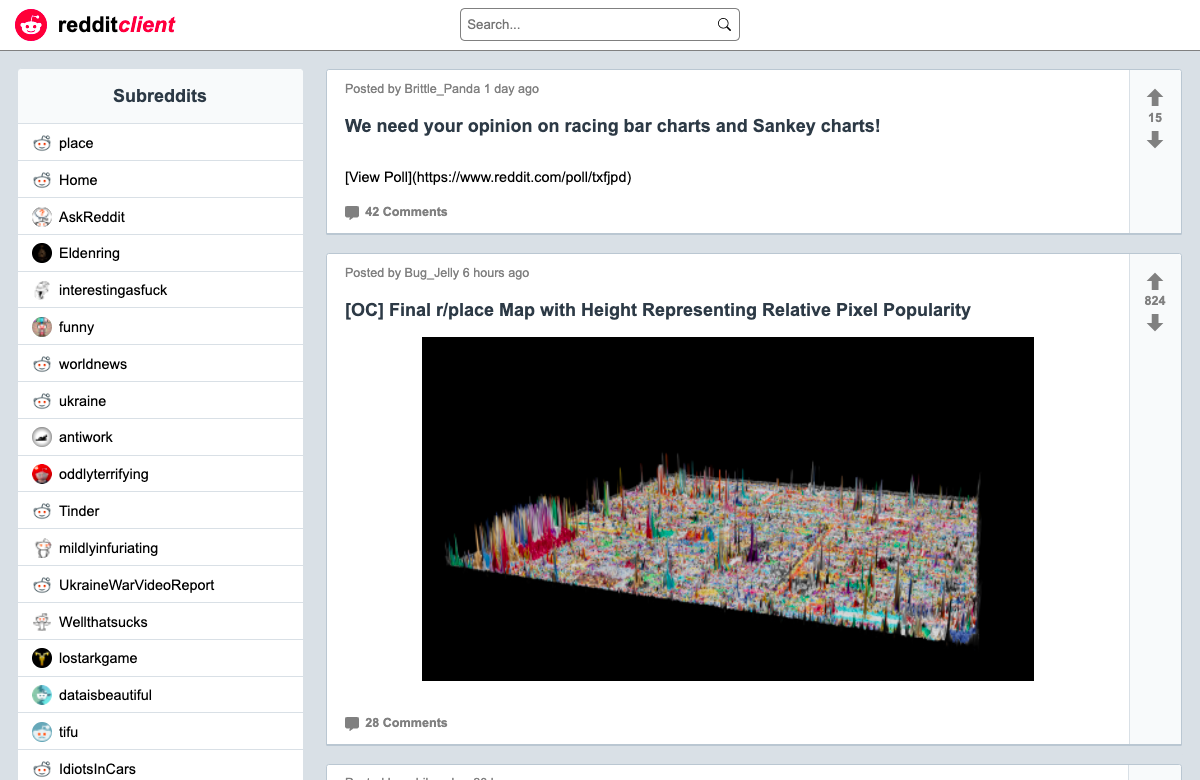 redditclient
Search...
Subreddits
place
Home
AskReddit
Eldenring
interestingasfuck
funny
worldnews
ukraine
antiwork
oddlyterrifying
Tinder
mildlyinfuriating
UkraineWarVideoReport
Wellthatsucks
lostarkgame
dataisbeautiful
tifu
IdiotsInCars
Posted by Brittle_Panda 1 day ago
We need your opinion on racing bar charts and Sankey charts!
[View Poll](https://www.reddit.com/poll/txfjpd)
42 Comments
15
Posted by Bug_Jelly 6 hours ago
[OC] Final r/place Map with Height Representing Relative Pixel Popularity
28 Comments
824